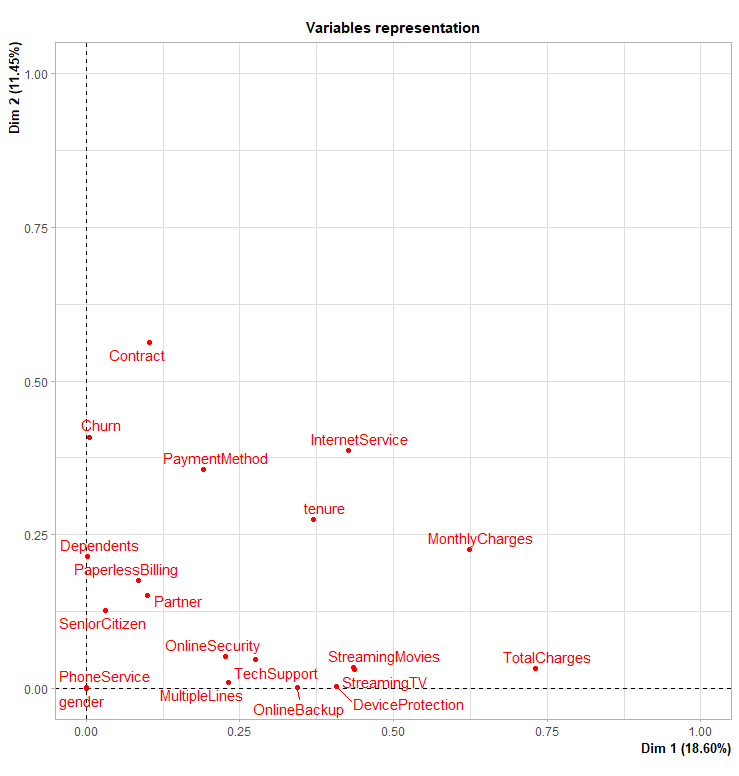 Variables representation
Dim 2 (11.45%)
1.00
0.75
Contract
0.50
Churn
InternetService
PaymentMethod
tenure
0.25
MonthlyCharges
Dependents
PaperlessBilling
Partner
SeniorCitizen
OnlineSecurity
StreamingMovies
TotalCharges
TechSupport
PhoneService
StreamingTV
0.00
MultipleLines
gender
DeviceProtection
OnlineBackup
0.00 0.25 0.50 0.75 1.00
Dim 1 (18.60%)